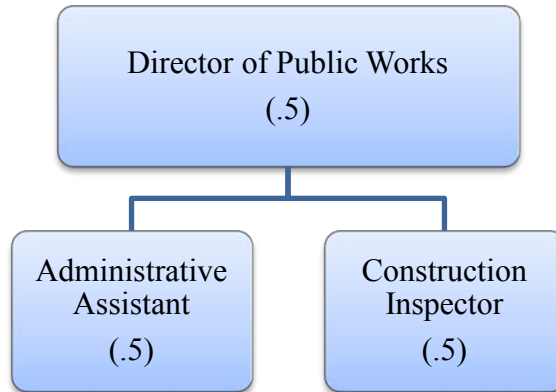 Director of Public Works
(.5)
Administrative
Assistant
(.5)
Construction
Inspector
(.5)